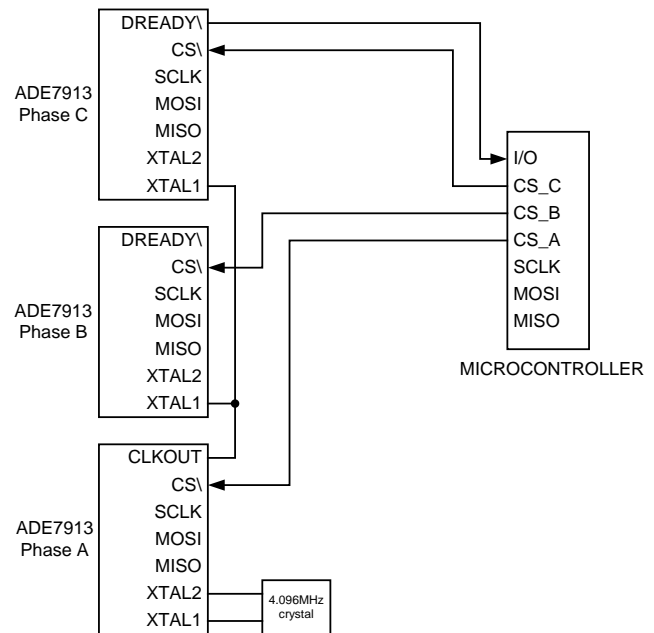 ADE7913
Phase C
DREADY\
CS\
SCLK
MOSI
MISO
XTAL2
XTAL1
ADE7913
Phase B
DREADY\
CS\
SCLK
MOSI
MISO
XTAL2
XTAL1
ADE7913
Phase A
CLKOUT
CS\
SCLK
MOSI
MISO
XTAL2
XTAL1
4.096MHz
crystal
I/O
CS_C
CS_B
CS_A
SCLK
MOSI
MISO
MICROCONTROLLER